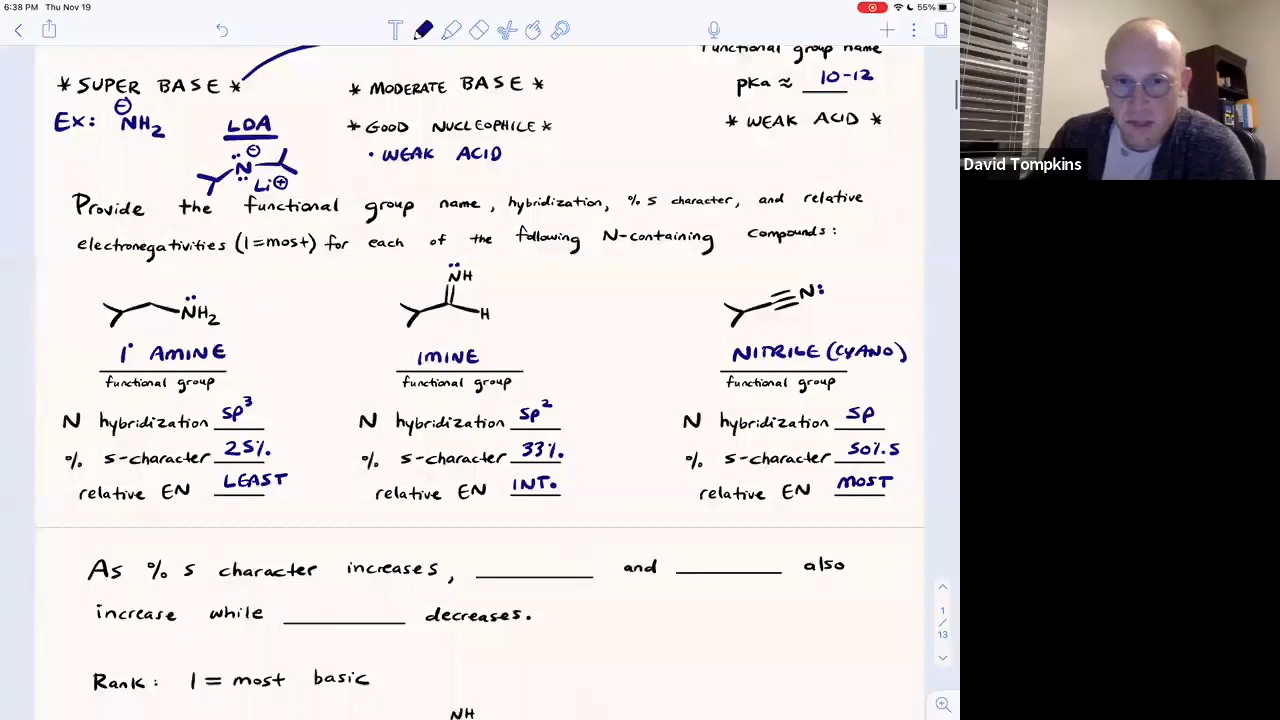 6:38 PM Thu Nov 19
55%
Functional group name
* SUPER BASE *
* MODERATE BASE *
pka ≈ 10-12
Ex: ⊖NH2
LDA
* GOOD NUCLEOPHILE *
* WEAK ACID *
• WEAK ACID
N ⊖
Li⊕
David Tompkins
Provide the functional group name, hybridization, % s character, and relative
electronegativities (1=most) for each of the following N-containing compounds:
NH2
NH
H
N:
1° AMINE
IMINE
NITRILE (CYANO)
functional group
functional group
functional group
N hybridization sp3
N hybridization sp2
N hybridization sp
% s-character 25%
% s-character 33%
% s-character 50% s
relative EN LEAST
relative EN INT.
relative EN MOST
As % s character increases, ____ and ____ also
increase while ____ decreases.
1
/
13
Rank: 1 = most basic
NH